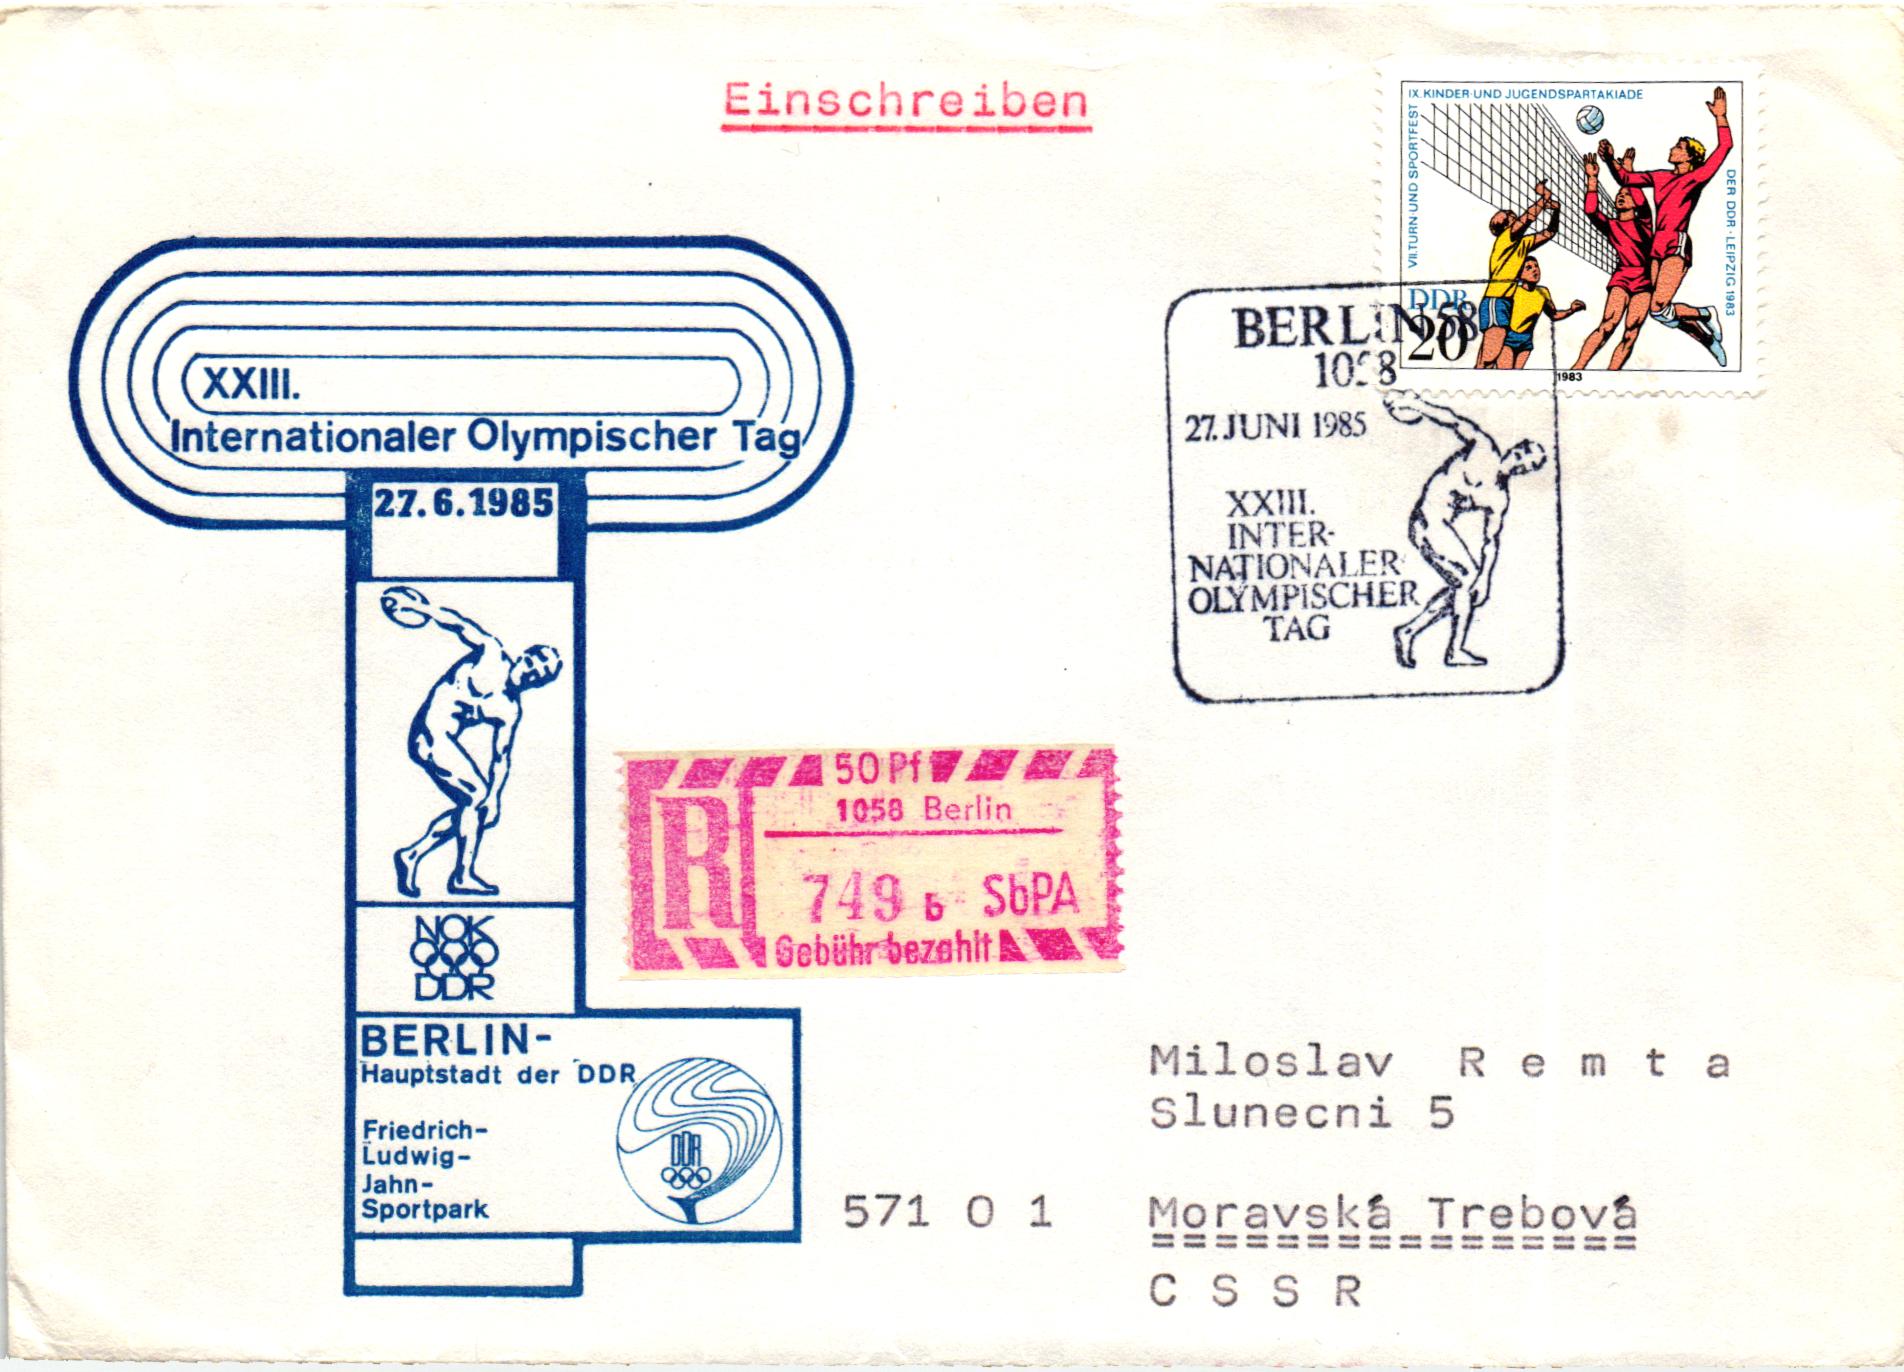 Einschreiben
IX. KINDER- UND JUGENDSPARTAKIADE
VII. TURN- UND SPORTFEST
DER DDR · LEIPZIG 1983
DDR
20
1983
BERLIN 58
1058
27. JUNI 1985
XXIII.
INTER-
NATIONALER
OLYMPISCHER
TAG
XXIII.
Internationaler Olympischer Tag
27.6.1985
NOK
DDR
BERLIN-
Hauptstadt der DDR
Friedrich-
Ludwig-
Jahn-
Sportpark
DDR
50 Pf
1058 Berlin
R
749 b SbPA
Gebühr bezahlt
Miloslav R e m t a
Slunecni 5
571 0 1 Moravská Trebová
C S S R